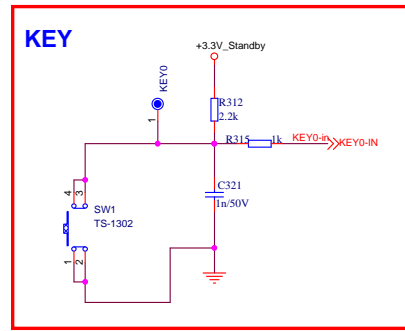 KEY
+3.3V_Standby
KEY0
1
R312
2.2k
R315
1k
KEY0-in
KEY0-IN
4
3
C321
1n/50V
SW1
TS-1302
1
2